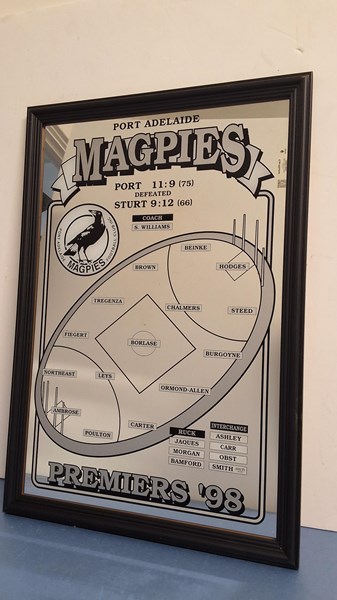 PORT ADELAIDE
MAGPIES
PORT 11:9 (75)
DEFEATED
STURT 9:12 (66)
COACH
S. WILLIAMS
MAGPIES
BEINKE
HODGES
BROWN
TREGENZA
CHALMERS
STEED
FIEGERT
BORLASE
BURGOYNE
NORTHEAST
LEYS
ORMOND-ALLEN
AMBROSE
CARTER
POULTON
RUCK
JAQUES
MORGAN
BAMFORD
INTERCHANGE
ASHLEY
CARR
OBST
SMITH
PREMIERS '98